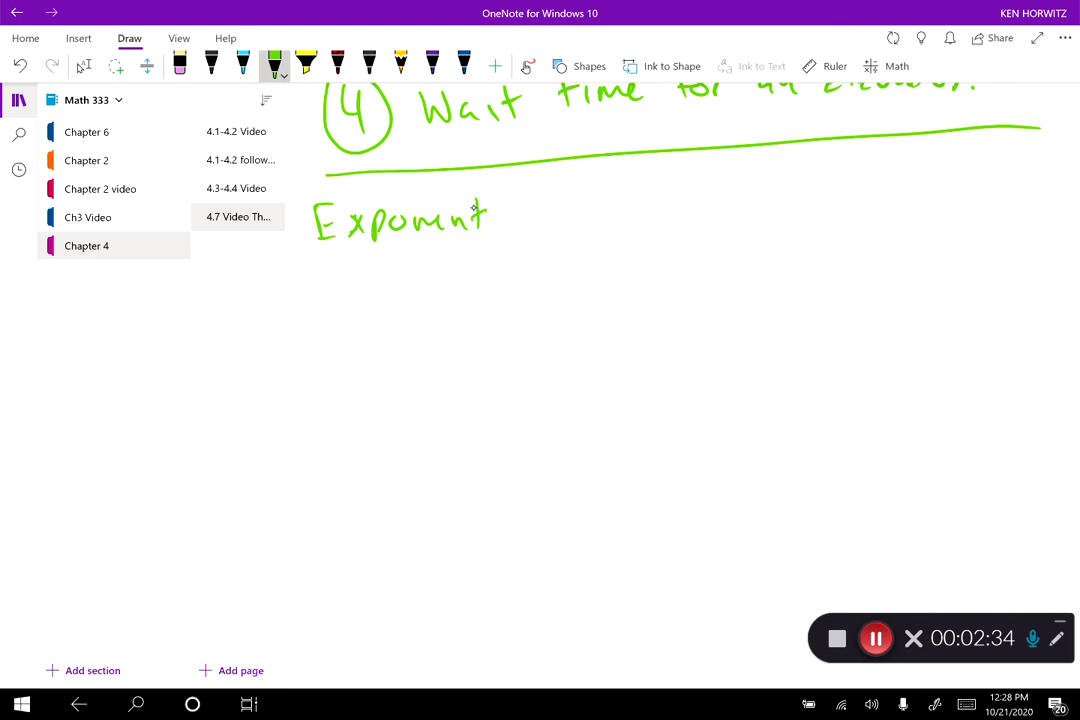 OneNote for Windows 10
KEN HORWITZ
Home Insert Draw View Help
Share
Shapes Ink to Shape Ink to Text Ruler Math
Math 333
Chapter 6
Chapter 2
Chapter 2 video
Ch3 Video
Chapter 4
4.1-4.2 Video
4.1-4.2 follow...
4.3-4.4 Video
4.7 Video Th...
4 Wait time for an
Exponent
00:02:34
Add section
Add page
12:28 PM
10/21/2020
20